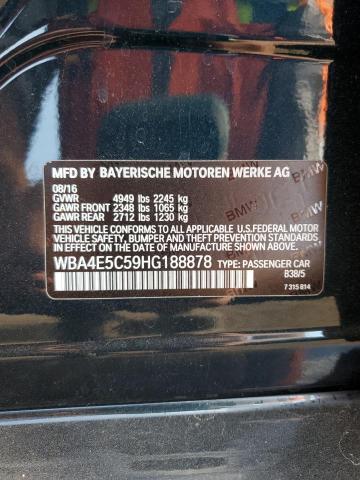 MFD BY BAYERISCHE MOTOREN WERKE AG
08/16
GVWR 4949 lbs 2245 kg
GAWR FRONT 2348 lbs 1065 kg
GAWR REAR 2712 lbs 1230 kg
THIS VEHICLE CONFORMS TO ALL APPLICABLE
U.S.FEDERAL MOTOR
VEHICLE SAFETY, BUMPER AND THEFT PREVENTION
STANDARDS IN EFFECT ON THE DATE OF MANUFACTURE
SHOWN ABOVE.
WBA4E5C59HG188878 TYPE: PASSENGER CAR
B38/5
7 315 814